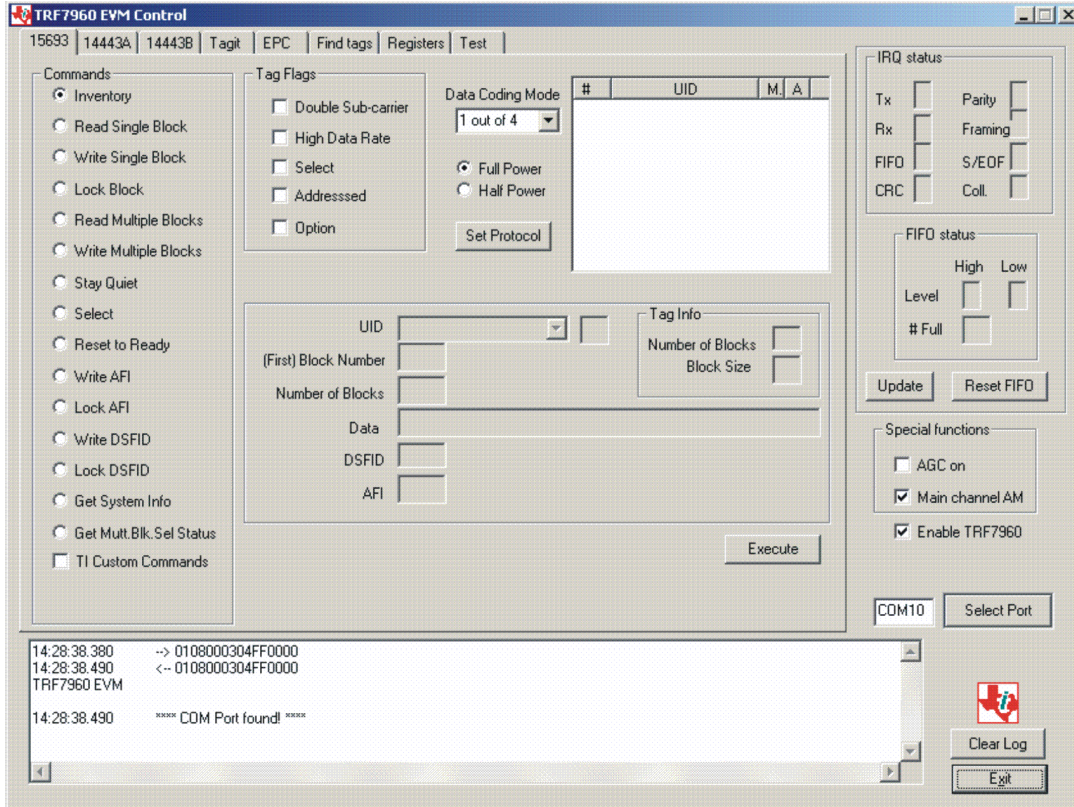 TRF7960 EVM Control
15693
14443A
14443B
Tagit
EPC
Find tags
Registers
Test
Commands
Inventory
Read Single Block
Write Single Block
Lock Block
Read Multiple Blocks
Write Multiple Blocks
Stay Quiet
Select
Reset to Ready
Write AFI
Lock AFI
Write DSFID
Lock DSFID
Get System Info
Get Mutt.Blk.Sel Status
TI Custom Commands
Tag Flags
Double Sub-carrier
High Data Rate
Select
Addresssed
Option
Data Coding Mode
1 out of 4
Full Power
Half Power
Set Protocol
# UID M. A
UID
(First) Block Number
Number of Blocks
Data
DSFID
AFI
Tag Info
Number of Blocks
Block Size
Execute
IRQ status
Tx Parity
Rx Framing
FIFO S/EOF
CRC Coll.
FIFO status
High Low
Level
# Full
Update
Reset FIFO
Special functions
AGC on
Main channel AM
Enable TRF7960
COM10
Select Port
14:28:38.380 --> 0108000304FF0000
14:28:38.490 <-- 0108000304FF0000
TRF7960 EVM
14:28:38.490 **** COM Port found! ****
Clear Log
Exit